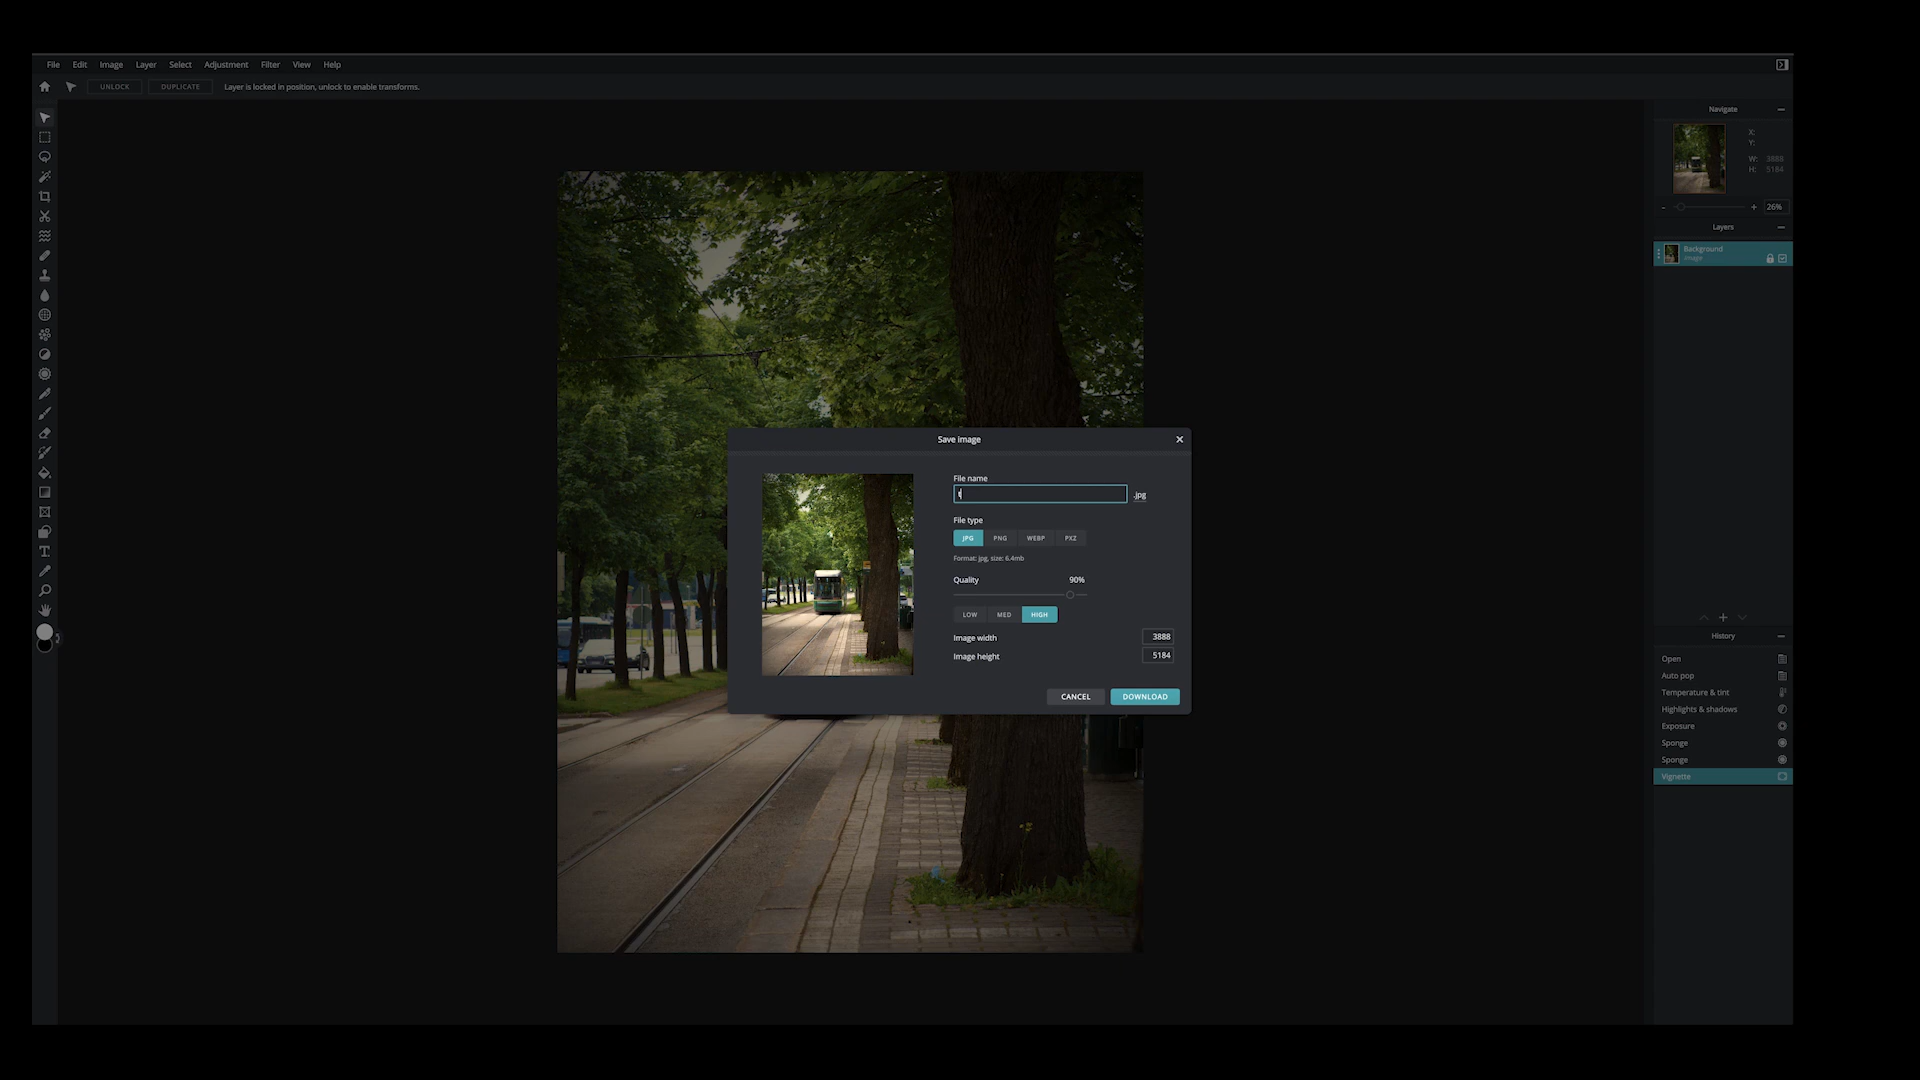 File Edit Image Layer Select Adjustment Filter View Help
UNLOCK DUPLICATE Layer is locked in position, unlock to enable transforms.
Navigate
X:
Y:
W: 3888
H: 5184
- + 26%
Layers
Background
Image
Save image
File name
t
.jpg
File type
JPG PNG WEBP PXZ
Format: jpg, size: 6.4mb
Quality 90%
LOW MED HIGH
Image width 3888
Image height 5184
CANCEL DOWNLOAD
History
Open
Auto pop
Temperature & tint
Highlights & shadows
Exposure
Sponge
Sponge
Vignette